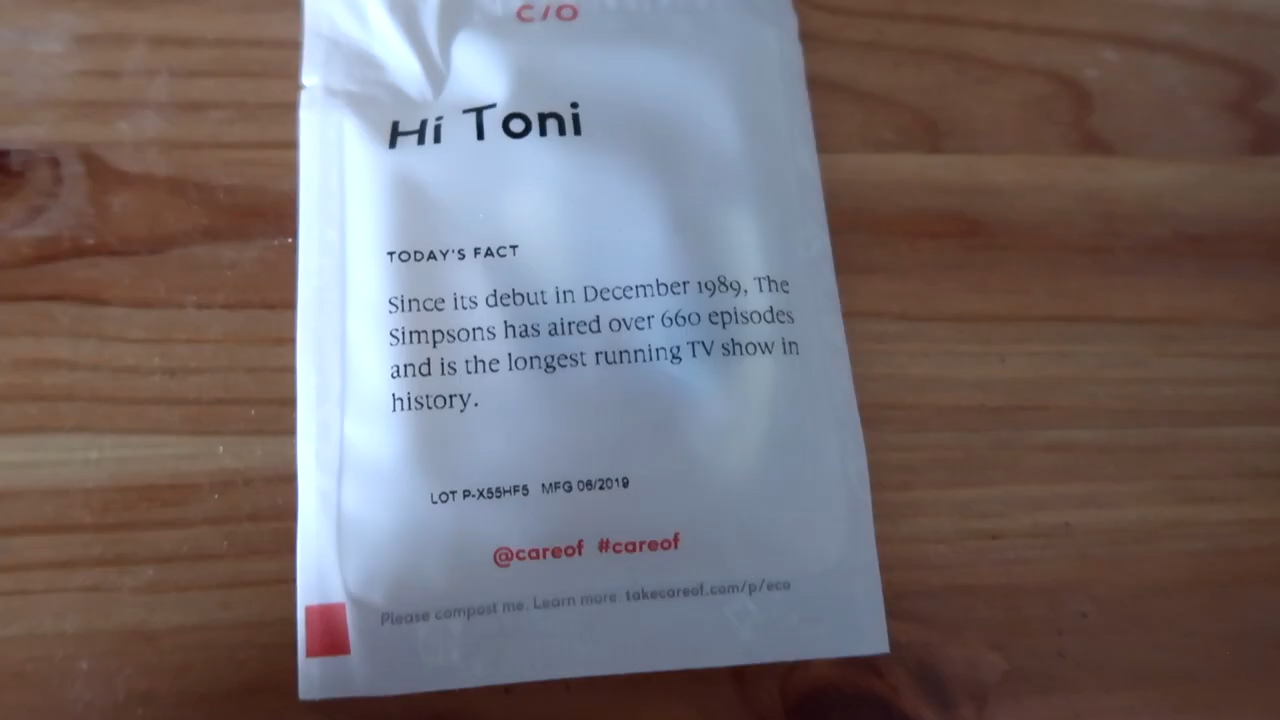 C/O
Hi Toni
TODAY'S FACT
Since its debut in December 1989, The
Simpsons has aired over 660 episodes
and is the longest running TV show in
history.
LOT P-X55HF5 MFG 06/2019
@careof #careof
Please compost me. Learn more: takecareof.com/p/eco